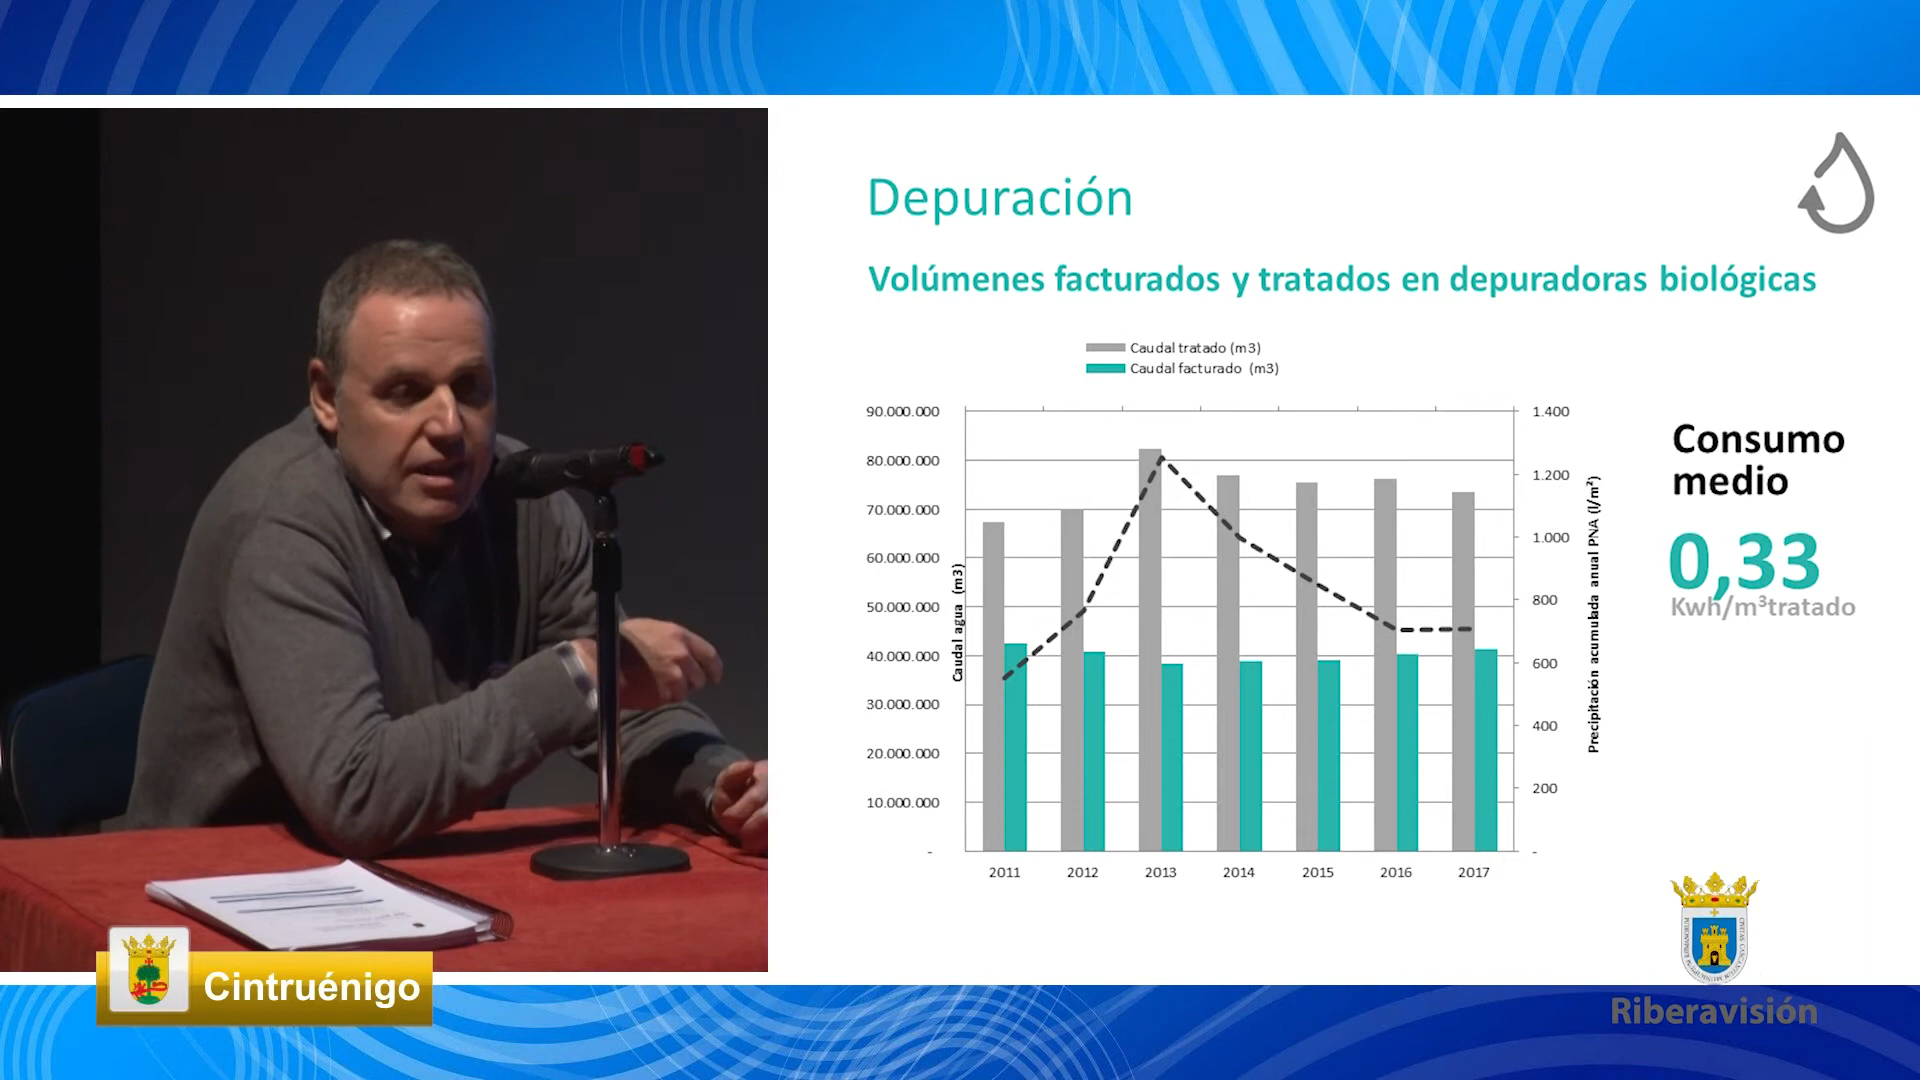 Depuración
Volúmenes facturados y tratados en depuradoras biológicas
Caudal tratado (m3)
Caudal facturado (m3)
Caudal agua (m3)
90.000.000
80.000.000
70.000.000
60.000.000
50.000.000
40.000.000
30.000.000
20.000.000
10.000.000
-
1.400
1.200
1.000
800
600
400
200
-
Precipitación acumulada anual PNA (l/m²)
2011 2012 2013 2014 2015 2016 2017
Consumo
medio
0,33
Kwh/m³tratado
Cintruénigo
Riberavisión